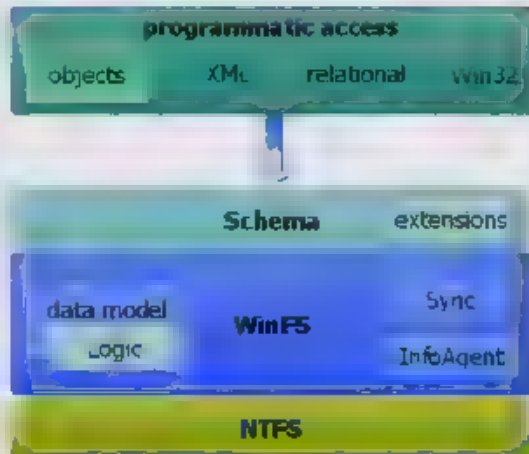 programmatic access
objects XML relational Win32
Schema extensions
data model WinFS Sync
Logic InfoAgent
NTFS